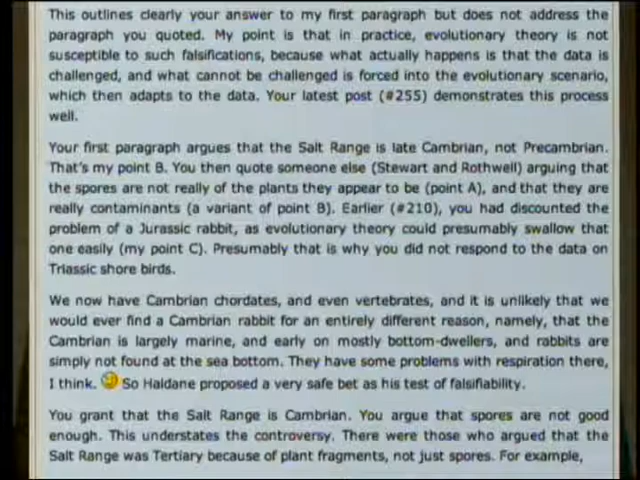 This outlines clearly your answer to my first paragraph but does not address the
paragraph you quoted. My point is that in practice, evolutionary theory is not
susceptible to such falsifications, because what actually happens is that the data is
challenged, and what cannot be challenged is forced into the evolutionary scenario,
which then adapts to the data. Your latest post (#255) demonstrates this process
well.
Your first paragraph argues that the Salt Range is late Cambrian, not Precambrian.
That's my point B. You then quote someone else (Stewart and Rothwell) arguing that
the spores are not really of the plants they appear to be (point A), and that they are
really contaminants (a variant of point B). Earlier (#210), you had discounted the
problem of a Jurassic rabbit, as evolutionary theory could presumably swallow that
one easily (my point C). Presumably that is why you did not respond to the data on
Triassic shore birds.
We now have Cambrian chordates, and even vertebrates, and it is unlikely that we
would ever find a Cambrian rabbit for an entirely different reason, namely, that the
Cambrian is largely marine, and early on mostly bottom-dwellers, and rabbits are
simply not found at the sea bottom. They have some problems with respiration there,
I think. So Haldane proposed a very safe bet as his test of falsifiability.
You grant that the Salt Range is Cambrian. You argue that spores are not good
enough. This understates the controversy. There were those who argued that the
Salt Range was Tertiary because of plant fragments, not just spores. For example,